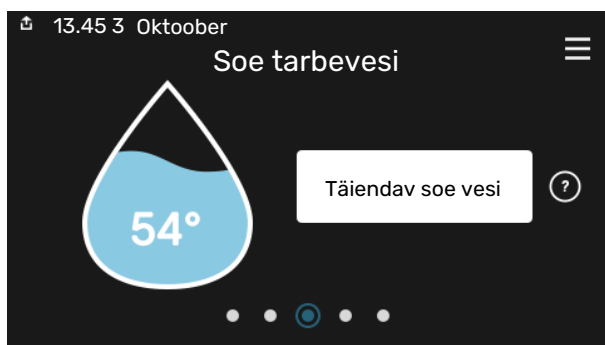 13.45 3 Oktoober
Soe tarbevesi
54°
Täiendav soe vesi
?